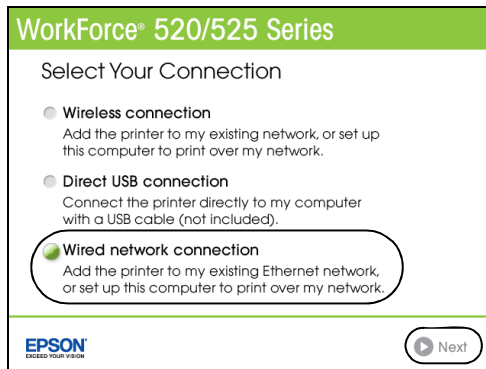 WorkForce® 520/525 Series
Select Your Connection
Wireless connection
Add the printer to my existing network, or set up
this computer to print over my network.
Direct USB connection
Connect the printer directly to my computer
with a USB cable (not included).
Wired network connection
Add the printer to my existing Ethernet network,
or set up this computer to print over my network.
EPSON®
EXCEED YOUR VISION
Next